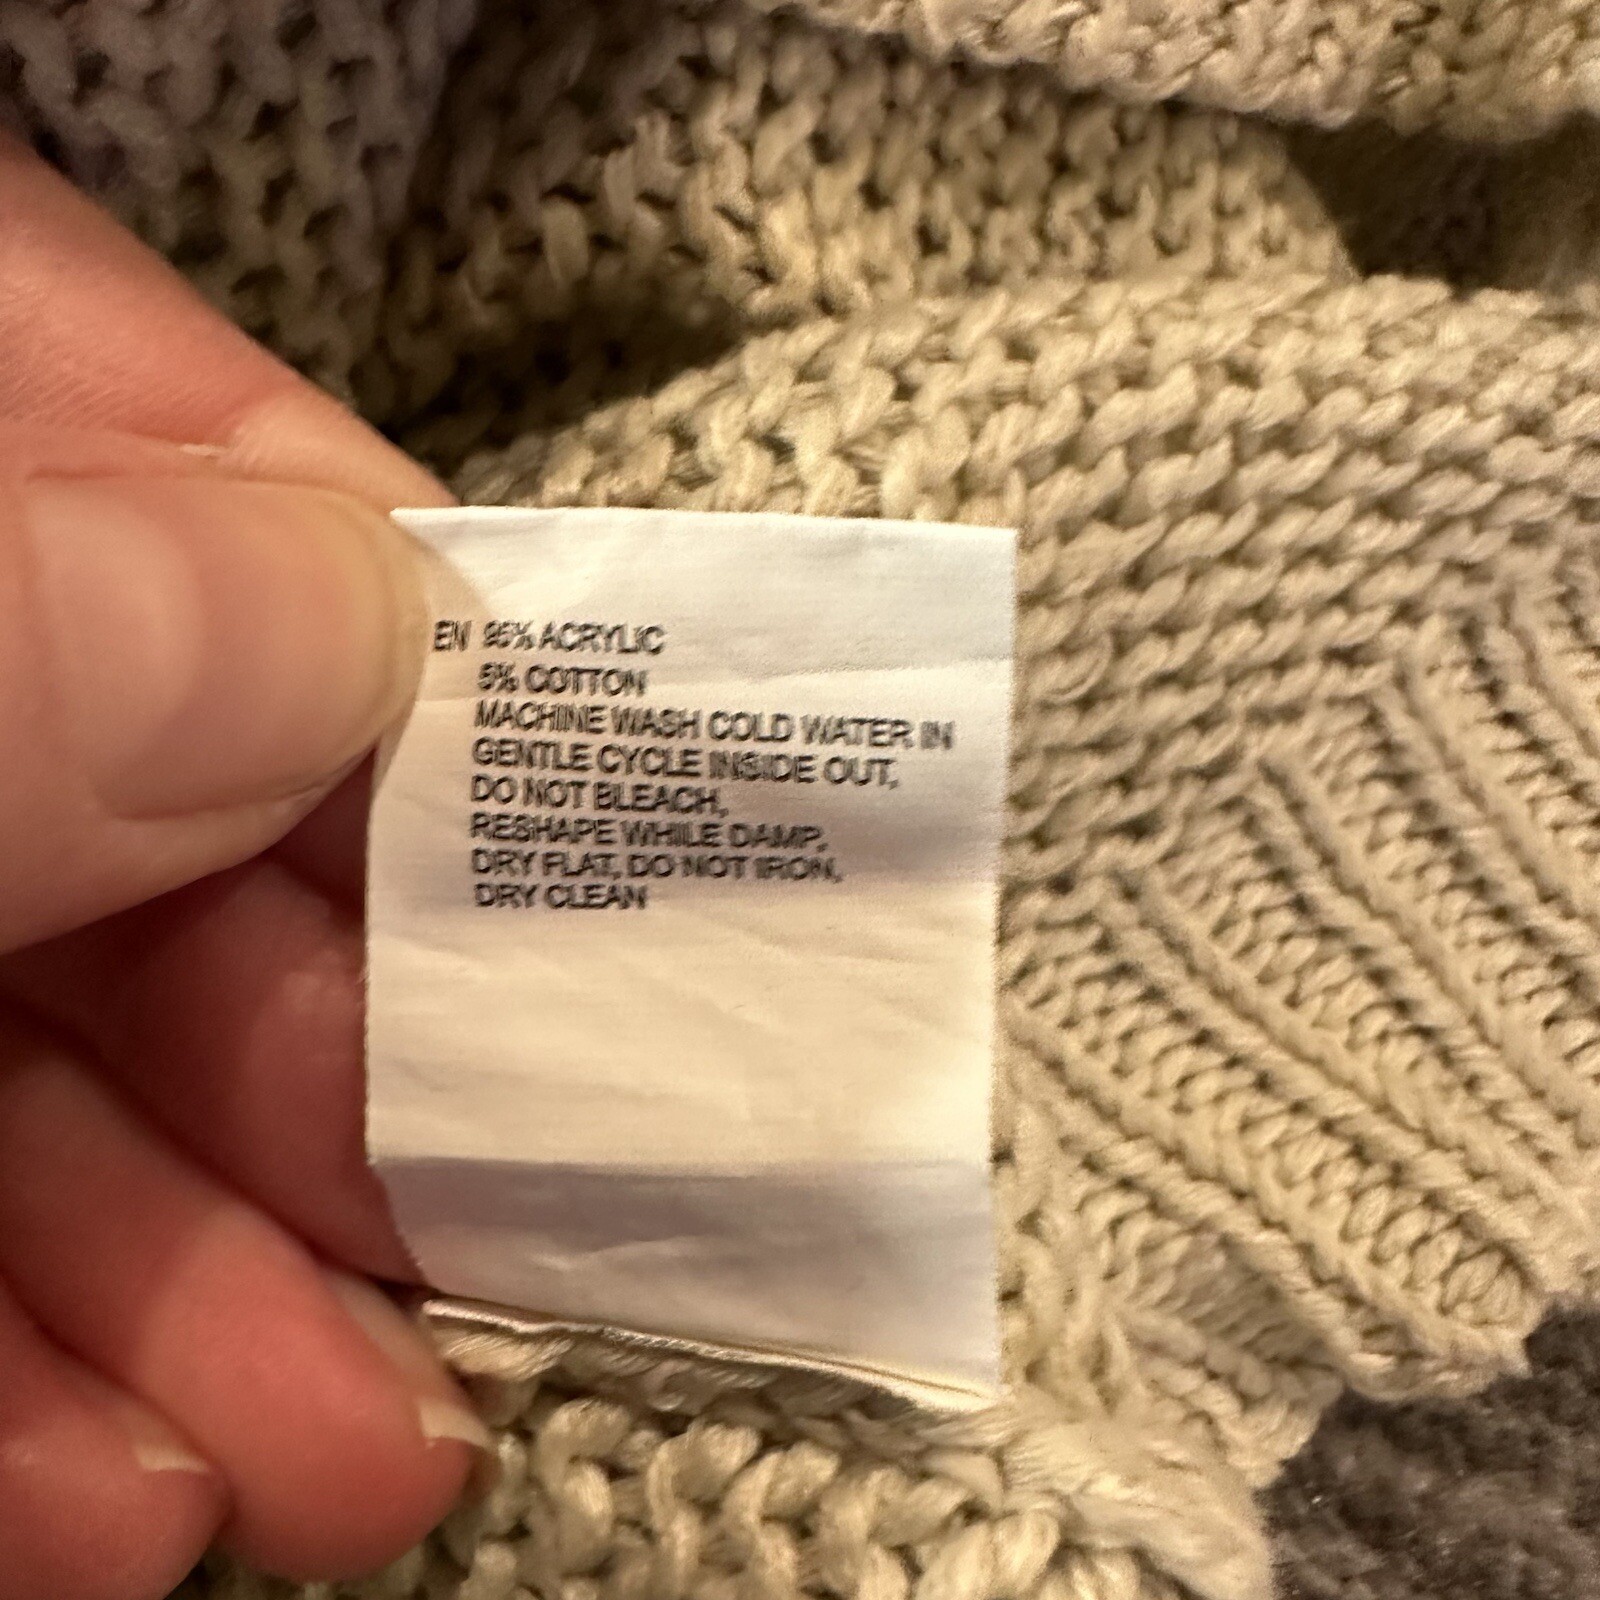 EN 95% ACRYLIC
5% COTTON
MACHINE WASH COLD WATER IN
GENTLE CYCLE INSIDE OUT,
DO NOT BLEACH,
RESHAPE WHILE DAMP,
DRY FLAT, DO NOT IRON,
DRY CLEAN